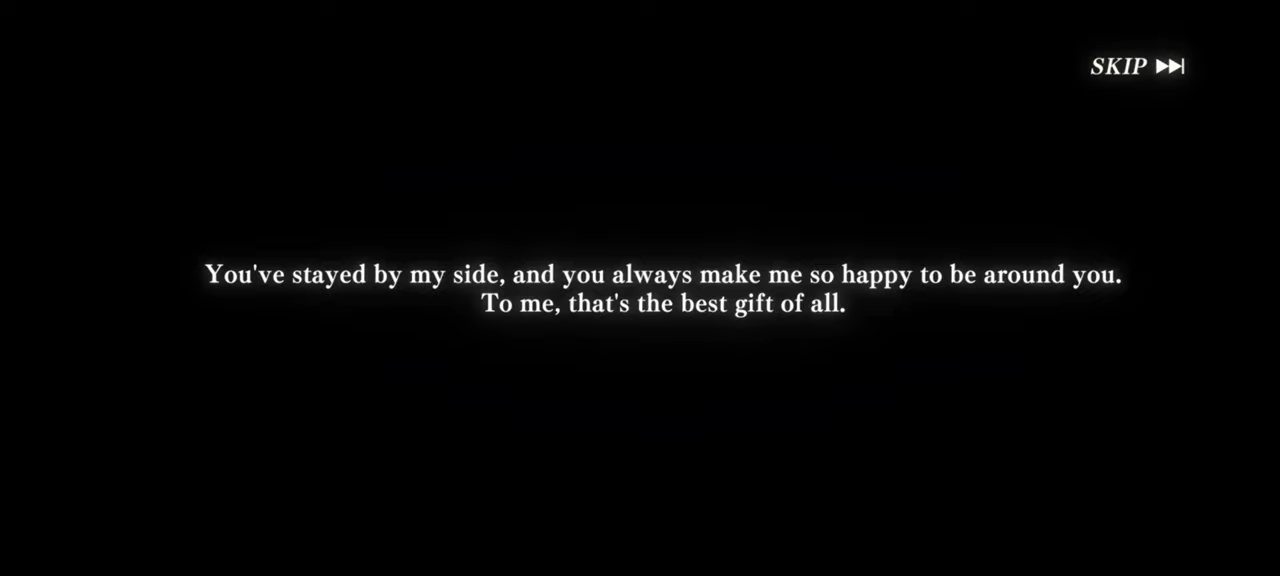 SKIP
You've stayed by my side, and you always make me so happy to be around you.
To me, that's the best gift of all.